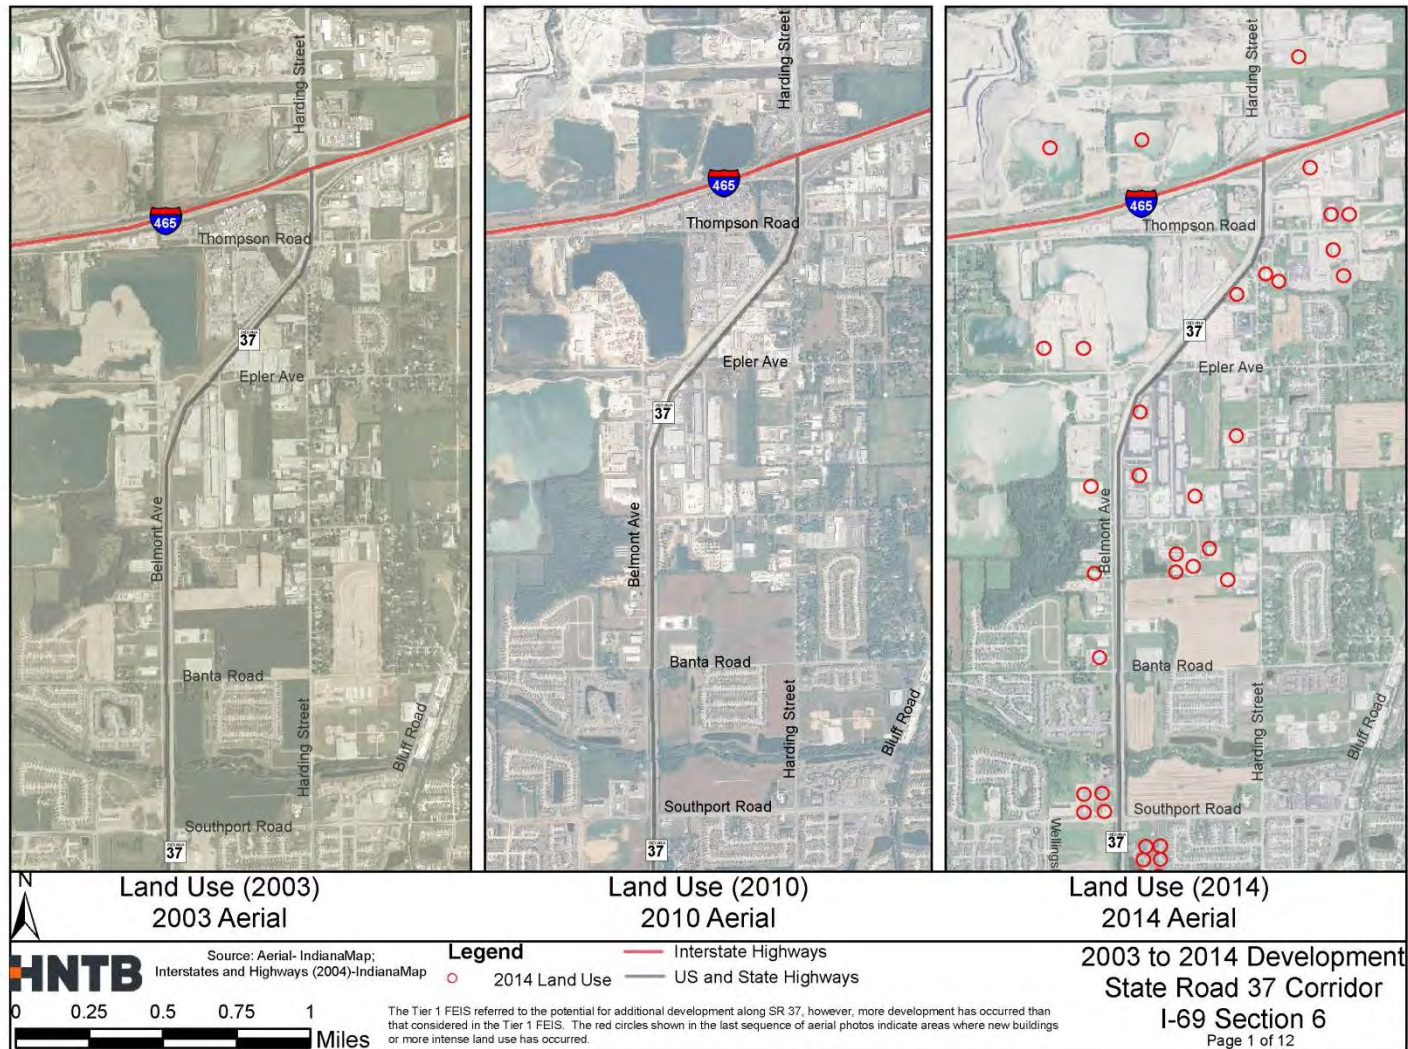 Harding Street
465
Thompson Road
INDIANA
37
Epler Ave
Belmont Ave
Banta Road
Harding Street
Bluff Road
Southport Road
INDIANA
37
Harding Street
465
Thompson Road
Epler Ave
INDIANA
37
Belmont Ave
Banta Road
Harding Street
Bluff Road
Southport Road
INDIANA
37
Harding Street
465
Thompson Road
INDIANA
37
Epler Ave
Belmont Ave
Banta Road
Harding Street
Bluff Road
Southport Road
Wellings
INDIANA
37
N
Land Use (2003)
2003 Aerial
Land Use (2010)
2010 Aerial
Land Use (2014)
2014 Aerial
HNTB
Source: Aerial- IndianaMap;
Interstates and Highways (2004)-IndianaMap
0 0.25 0.5 0.75 1
Miles
Legend
2014 Land Use
Interstate Highways
US and State Highways
The Tier 1 FEIS referred to the potential for additional development along SR 37, however, more development has occurred than
that considered in the Tier 1 FEIS. The red circles shown in the last sequence of aerial photos indicate areas where new buildings
or more intense land use has occurred.
2003 to 2014 Development
State Road 37 Corridor
I-69 Section 6
Page 1 of 12